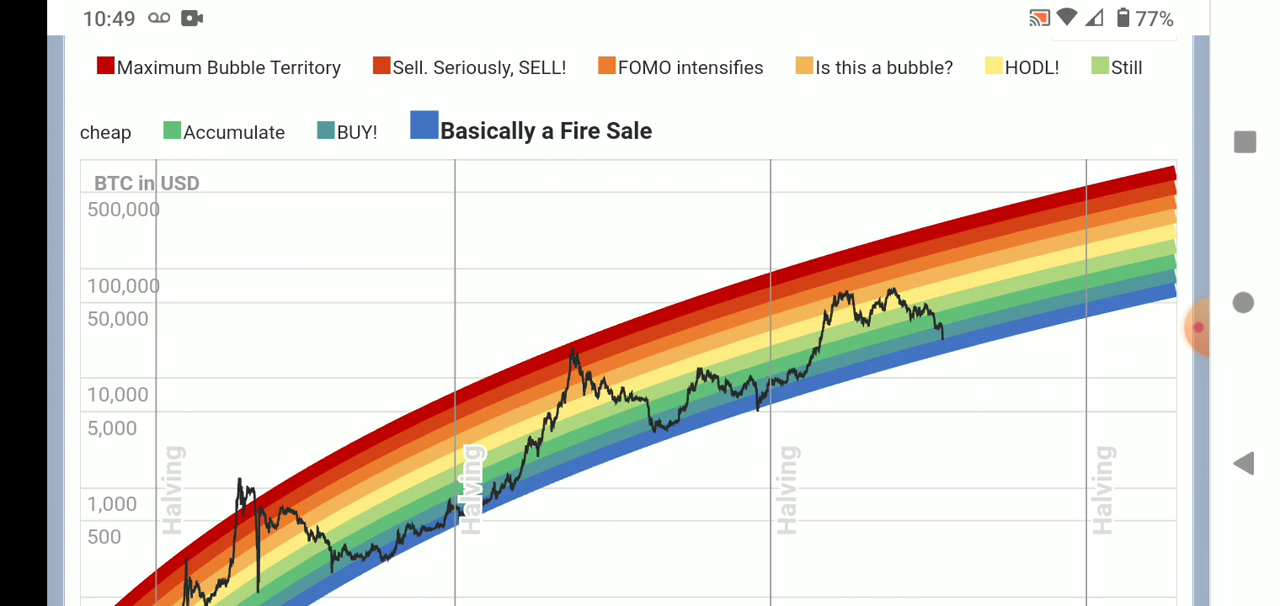 10:49
77%
Maximum Bubble Territory Sell. Seriously, SELL! FOMO intensifies Is this a bubble? HODL! Still
cheap Accumulate BUY! Basically a Fire Sale
BTC in USD
500,000
100,000
50,000
10,000
5,000
1,000
500
Halving
Halving
Halving
Halving